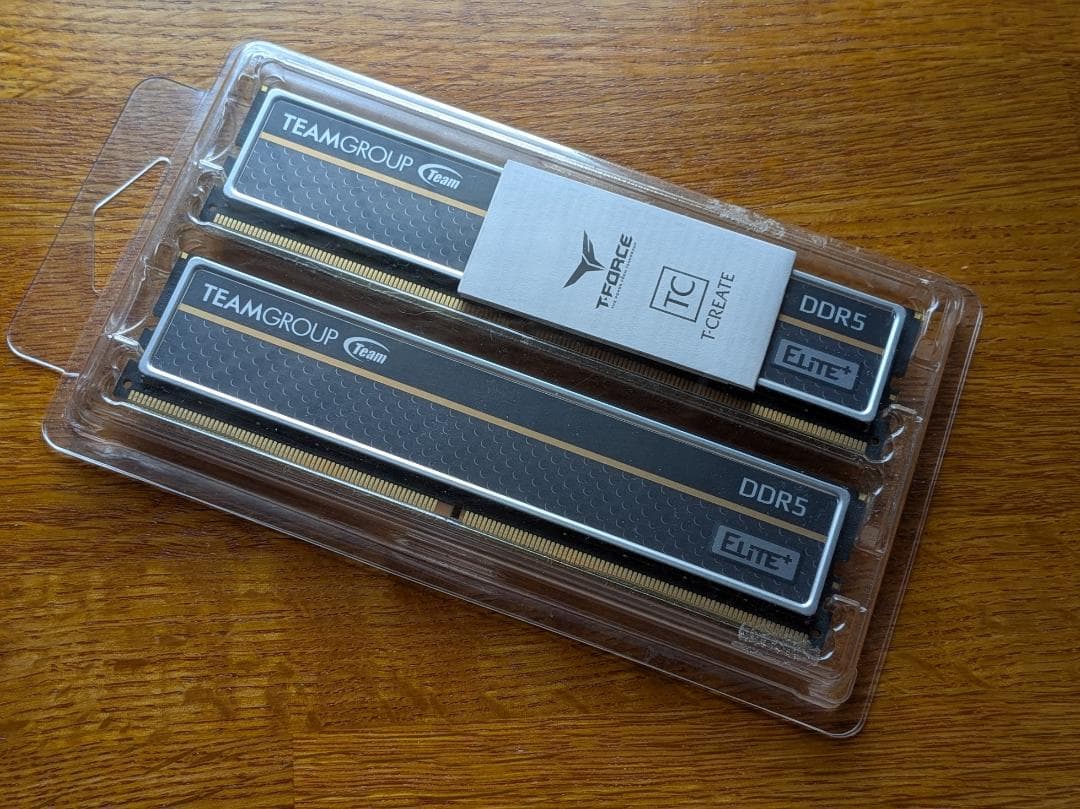 TEAMGROUP Team
T-FORCE
TC
T-CREATE
DDR5
ELITE+
TEAMGROUP Team
DDR5
ELITE+